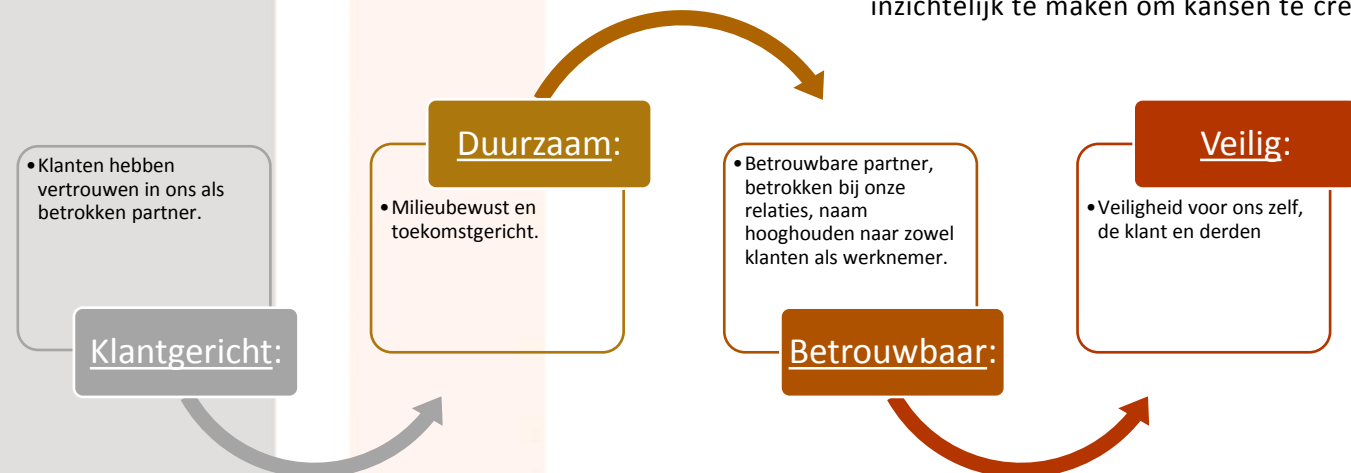 inzichtelijk te maken om kansen te cre
•Klanten hebben
vertrouwen in ons als
betrokken partner.
Klantgericht:
Duurzaam:
•Milieubewust en
toekomstgericht.
•Betrouwbare partner,
betrokken bij onze
relaties, naam
hooghouden naar zowel
klanten als werknemer.
Betrouwbaar:
Veilig:
•Veiligheid voor ons zelf,
de klant en derden